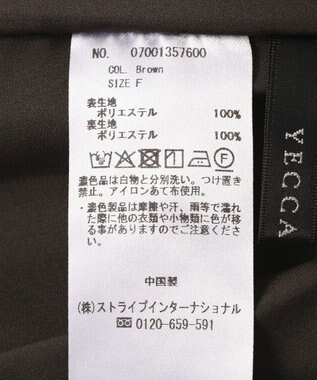 NO. 07001357600
COL. Brown
SIZE F
表生地
ポリエステル 100%
裏生地
ポリエステル 100%
濃色品は白物と分別洗い。つけ置き
禁止。アイロンあて布使用。
・濃色製品は摩擦や汗、雨等で濡れ
た際に他の衣類や小物類に色が移
る事がありますのでご注意くださ
い。
中国製
(株)ストライプインターナショナル
0120-659-591
YECCA